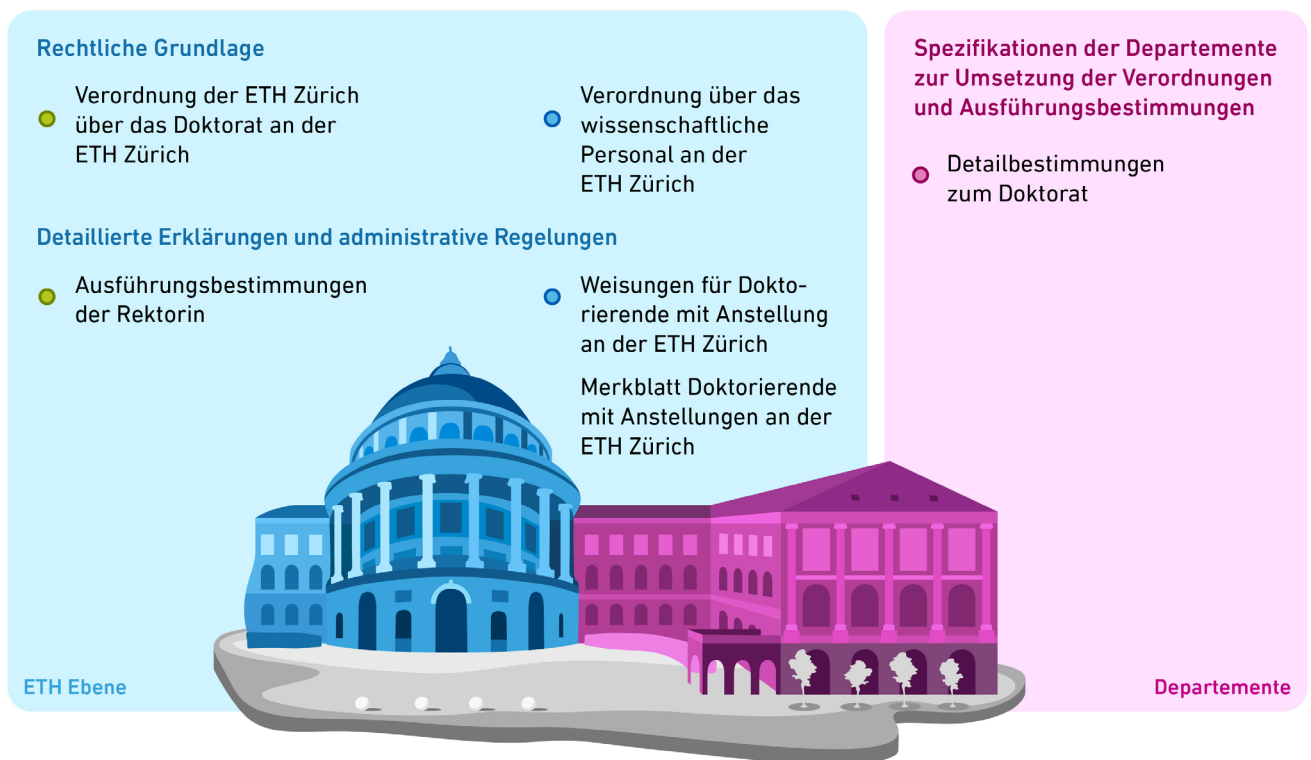 Rechtliche Grundlage
Verordnung der ETH Zürich
über das Doktorat an der
ETH Zürich
Verordnung über das
wissenschaftliche
Personal an der
ETH Zürich
Detaillierte Erklärungen und administrative Regelungen
Ausführungsbestimmungen
der Rektorin
Weisungen für Dokto-
rierende mit Anstellung
an der ETH Zürich
Merkblatt Doktorierende
mit Anstellungen an der
ETH Zürich
ETH Ebene
Spezifikationen der Departemente
zur Umsetzung der Verordnungen
und Ausführungsbestimmungen
Detailbestimmungen
zum Doktorat
Departemente